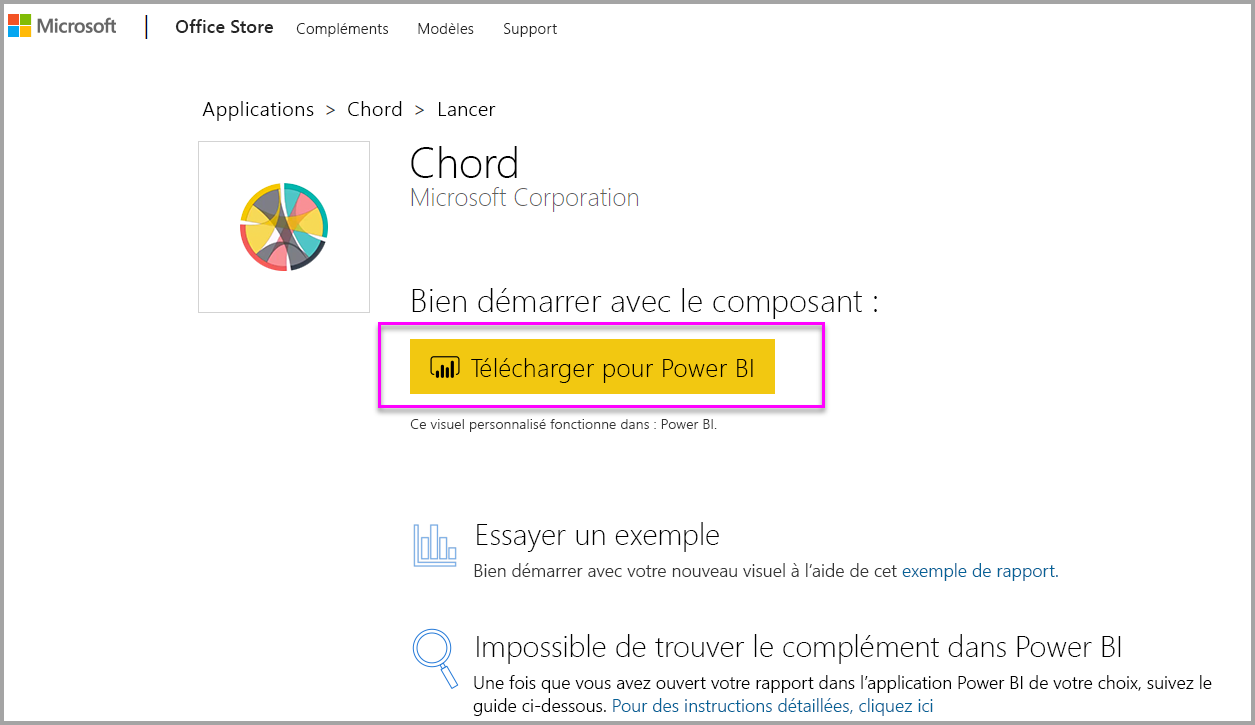 Microsoft | Office Store Compléments Modèles Support
Applications > Chord > Lancer
Chord
Microsoft Corporation
Bien démarrer avec le composant :
Télécharger pour Power BI
Ce visuel personnalisé fonctionne dans : Power BI.
Essayer un exemple
Bien démarrer avec votre nouveau visuel à l'aide de cet exemple de rapport.
Impossible de trouver le complément dans Power BI
Une fois que vous avez ouvert votre rapport dans l'application Power BI de votre choix, suivez le
guide ci-dessous. Pour des instructions détaillées, cliquez ici